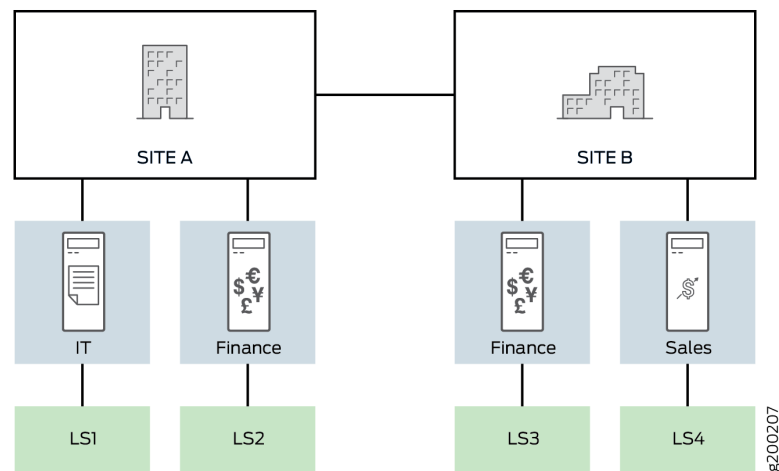 SITE A
SITE B
$ € ¥ £
$ € ¥ £
$
IT
Finance
Finance
Sales
LS1
LS2
LS3
LS4
g200207